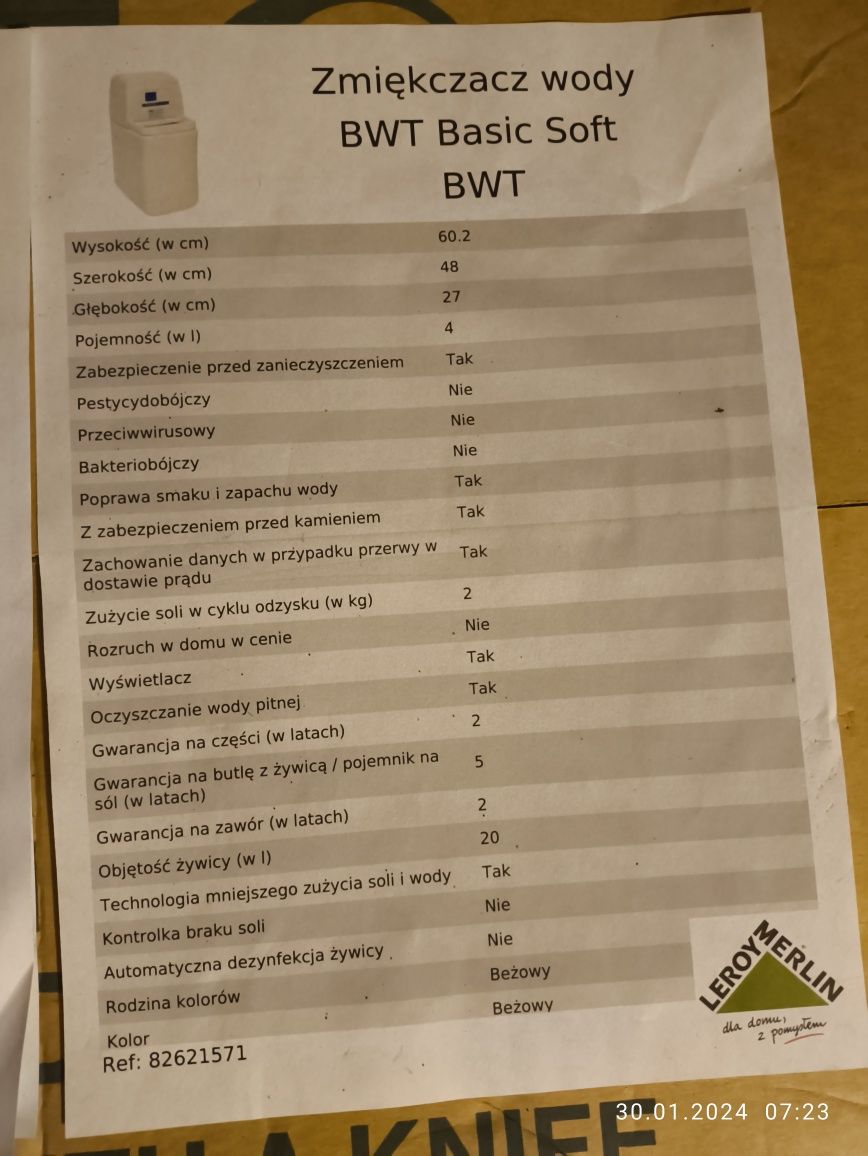 Zmiękczacz wody
BWT Basic Soft
BWT
Wysokość (w cm) 60.2
Szerokość (w cm) 48
Głębokość (w cm) 27
Pojemność (w l) 4
Zabezpieczenie przed zanieczyszczeniem Tak
Pestycydobójczy Nie
Przeciwwirusowy Nie
Bakteriobójczy Nie
Poprawa smaku i zapachu wody Tak
Z zabezpieczeniem przed kamieniem Tak
Zachowanie danych w przypadku przerwy w Tak
dostawie prądu
Zużycie soli w cyklu odzysku (w kg) 2
Rozruch w domu w cenie Nie
Wyświetlacz Tak
Oczyszczanie wody pitnej Tak
Gwarancja na części (w latach) 2
Gwarancja na butlę z żywicą / pojemnik na 5
sól (w latach)
Gwarancja na zawór (w latach) 2
Objętość żywicy (w l) 20
Technologia mniejszego zużycia soli i wody Tak
Kontrolka braku soli Nie
Automatyczna dezynfekcja żywicy Nie
Rodzina kolorów Beżowy
Kolor Beżowy
Ref: 82621571
LEROY MERLIN
dla domu,
z pomysłem
30.01.2024 07:23
A KNIFE